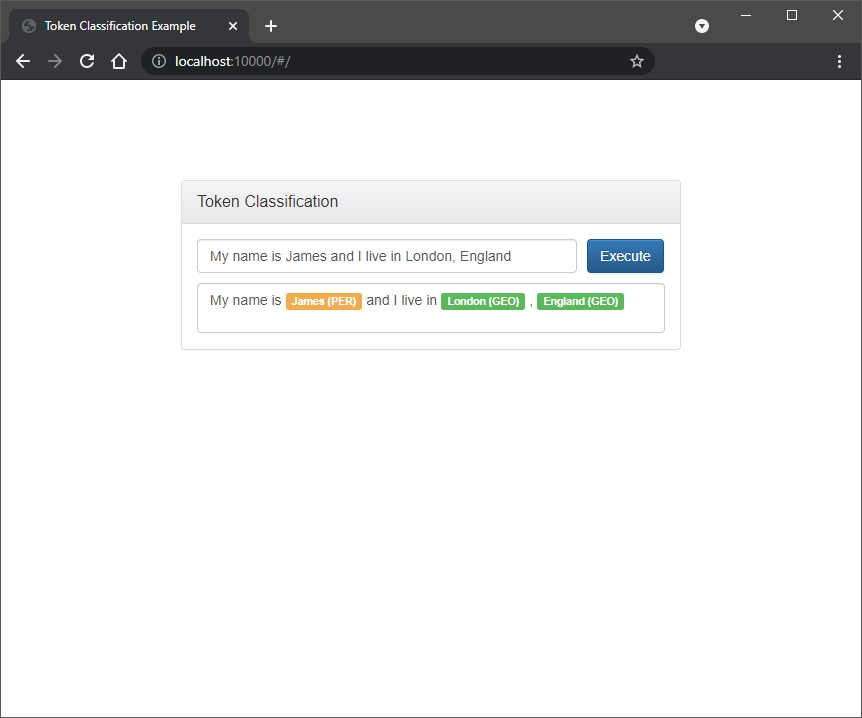 Token Classification Example
localhost:10000/#/
Token Classification
My name is James and I live in London, England
Execute
My name is James (PER) and I live in London (GEO) , England (GEO)